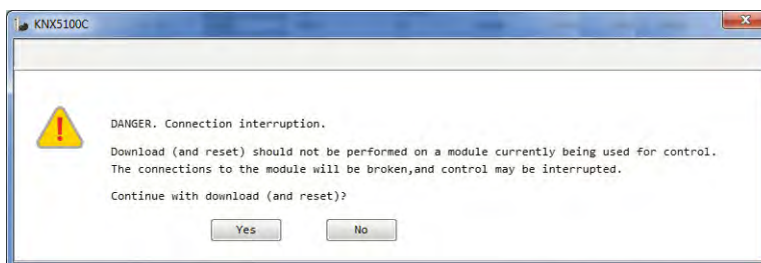 KNX5100C
DANGER. Connection interruption.
Download (and reset) should not be performed on a module currently being used for control.
The connections to the module will be broken,and control may be interrupted.
Continue with download (and reset)?
Yes
No